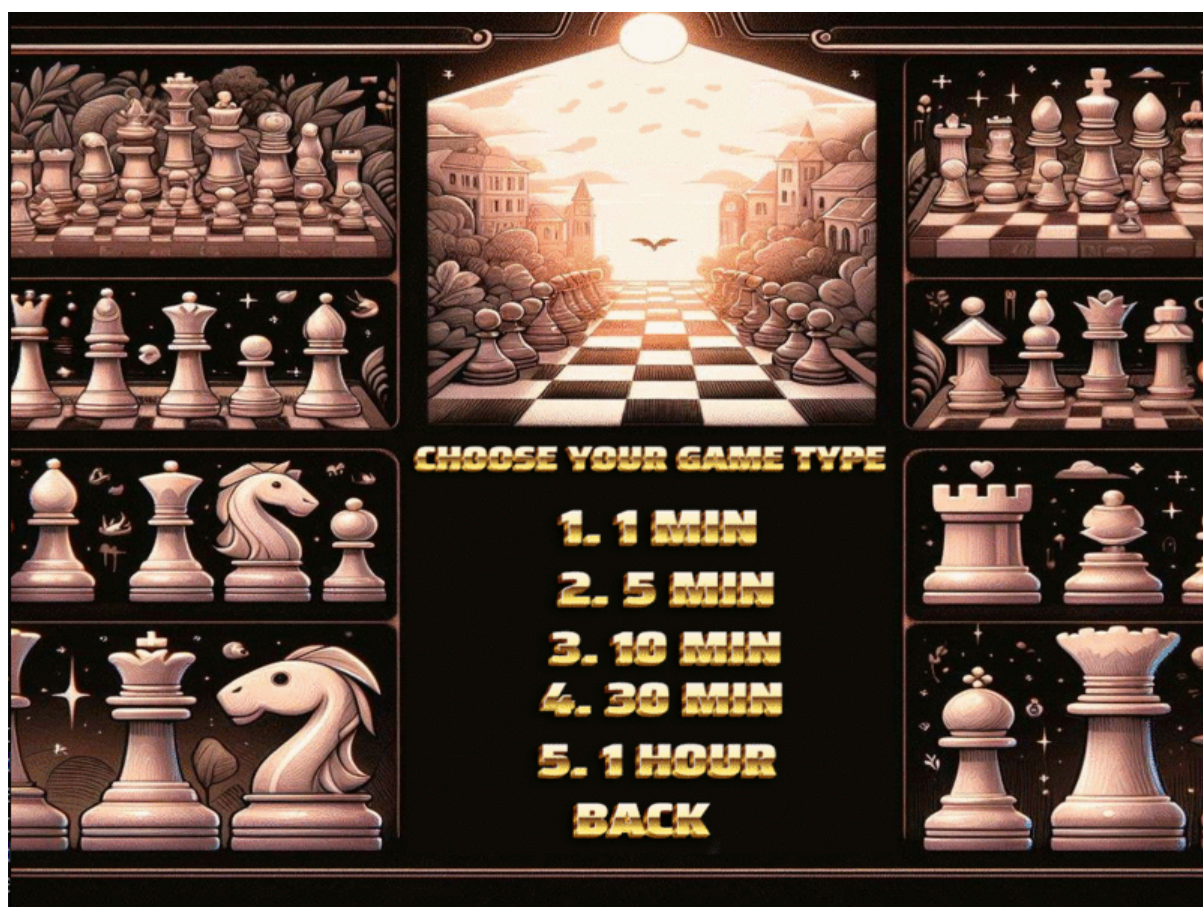 CHOOSE YOUR GAME TYPE
1. 1 MIN
2. 5 MIN
3. 10 MIN
4. 30 MIN
5. 1 HOUR
BACK